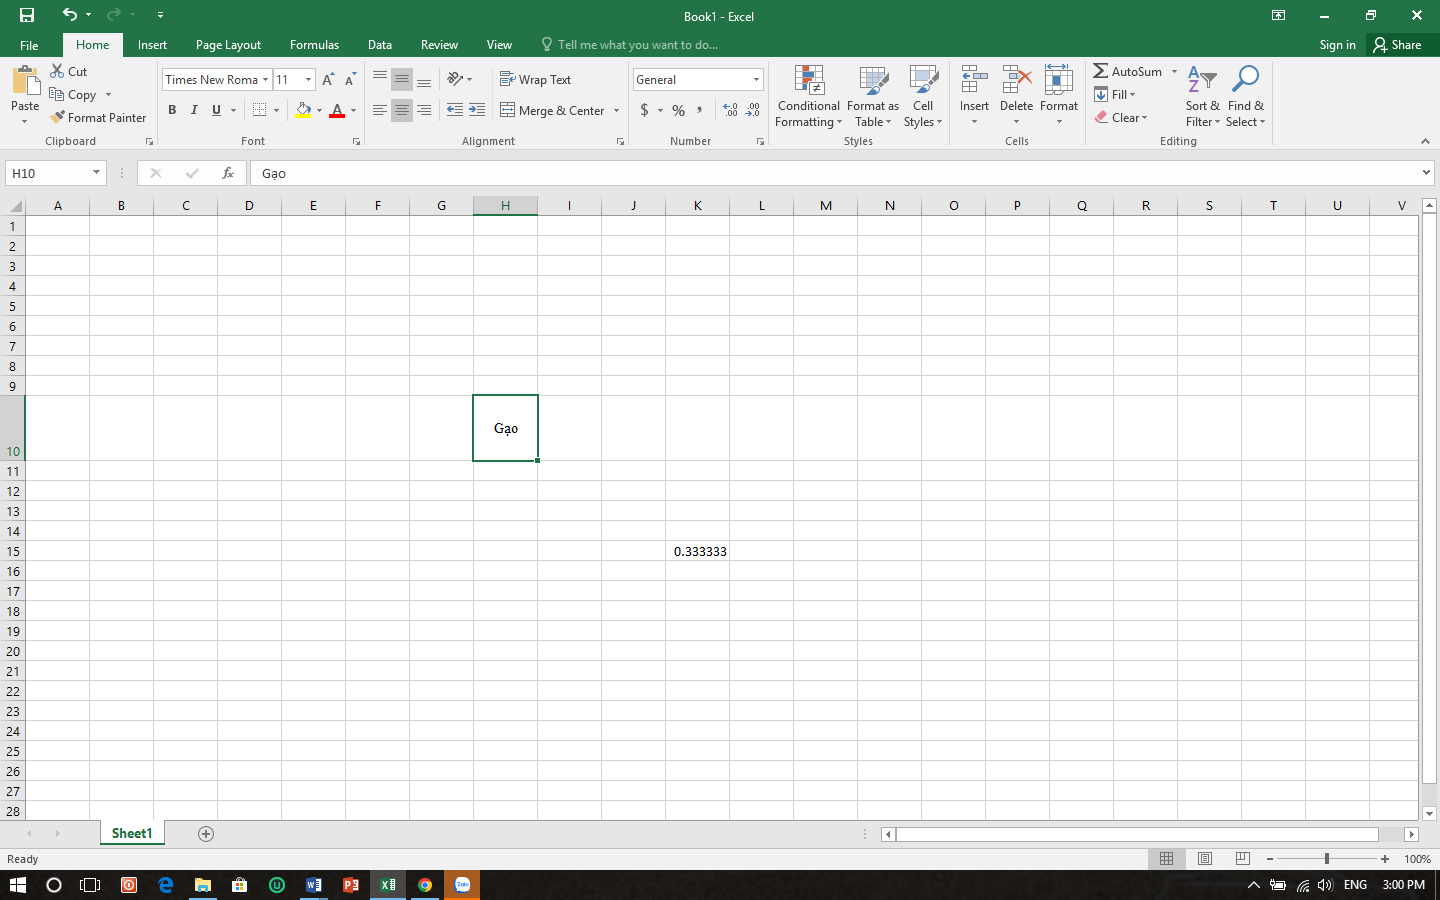 Book1 - Excel
File Home Insert Page Layout Formulas Data Review View Tell me what you want to do... Sign in Share
Paste Cut Copy Format Painter Clipboard
Times New Roma 11 B I U Font
Wrap Text Merge & Center Alignment
General $ % , .0 .00 Number
Conditional Formatting Format as Table Cell Styles Styles
Insert Delete Format Cells
AutoSum Fill Clear Sort & Filter Find & Select Editing
H10 fx Gạo
A B C D E F G H I J K L M N O P Q R S T U V
1
2
3
4
5
6
7
8
9
10 Gạo
11
12
13
14
15 0.333333
16
17
18
19
20
21
22
23
24
25
26
27
28
Sheet1
Ready 100%
ENG 3:00 PM